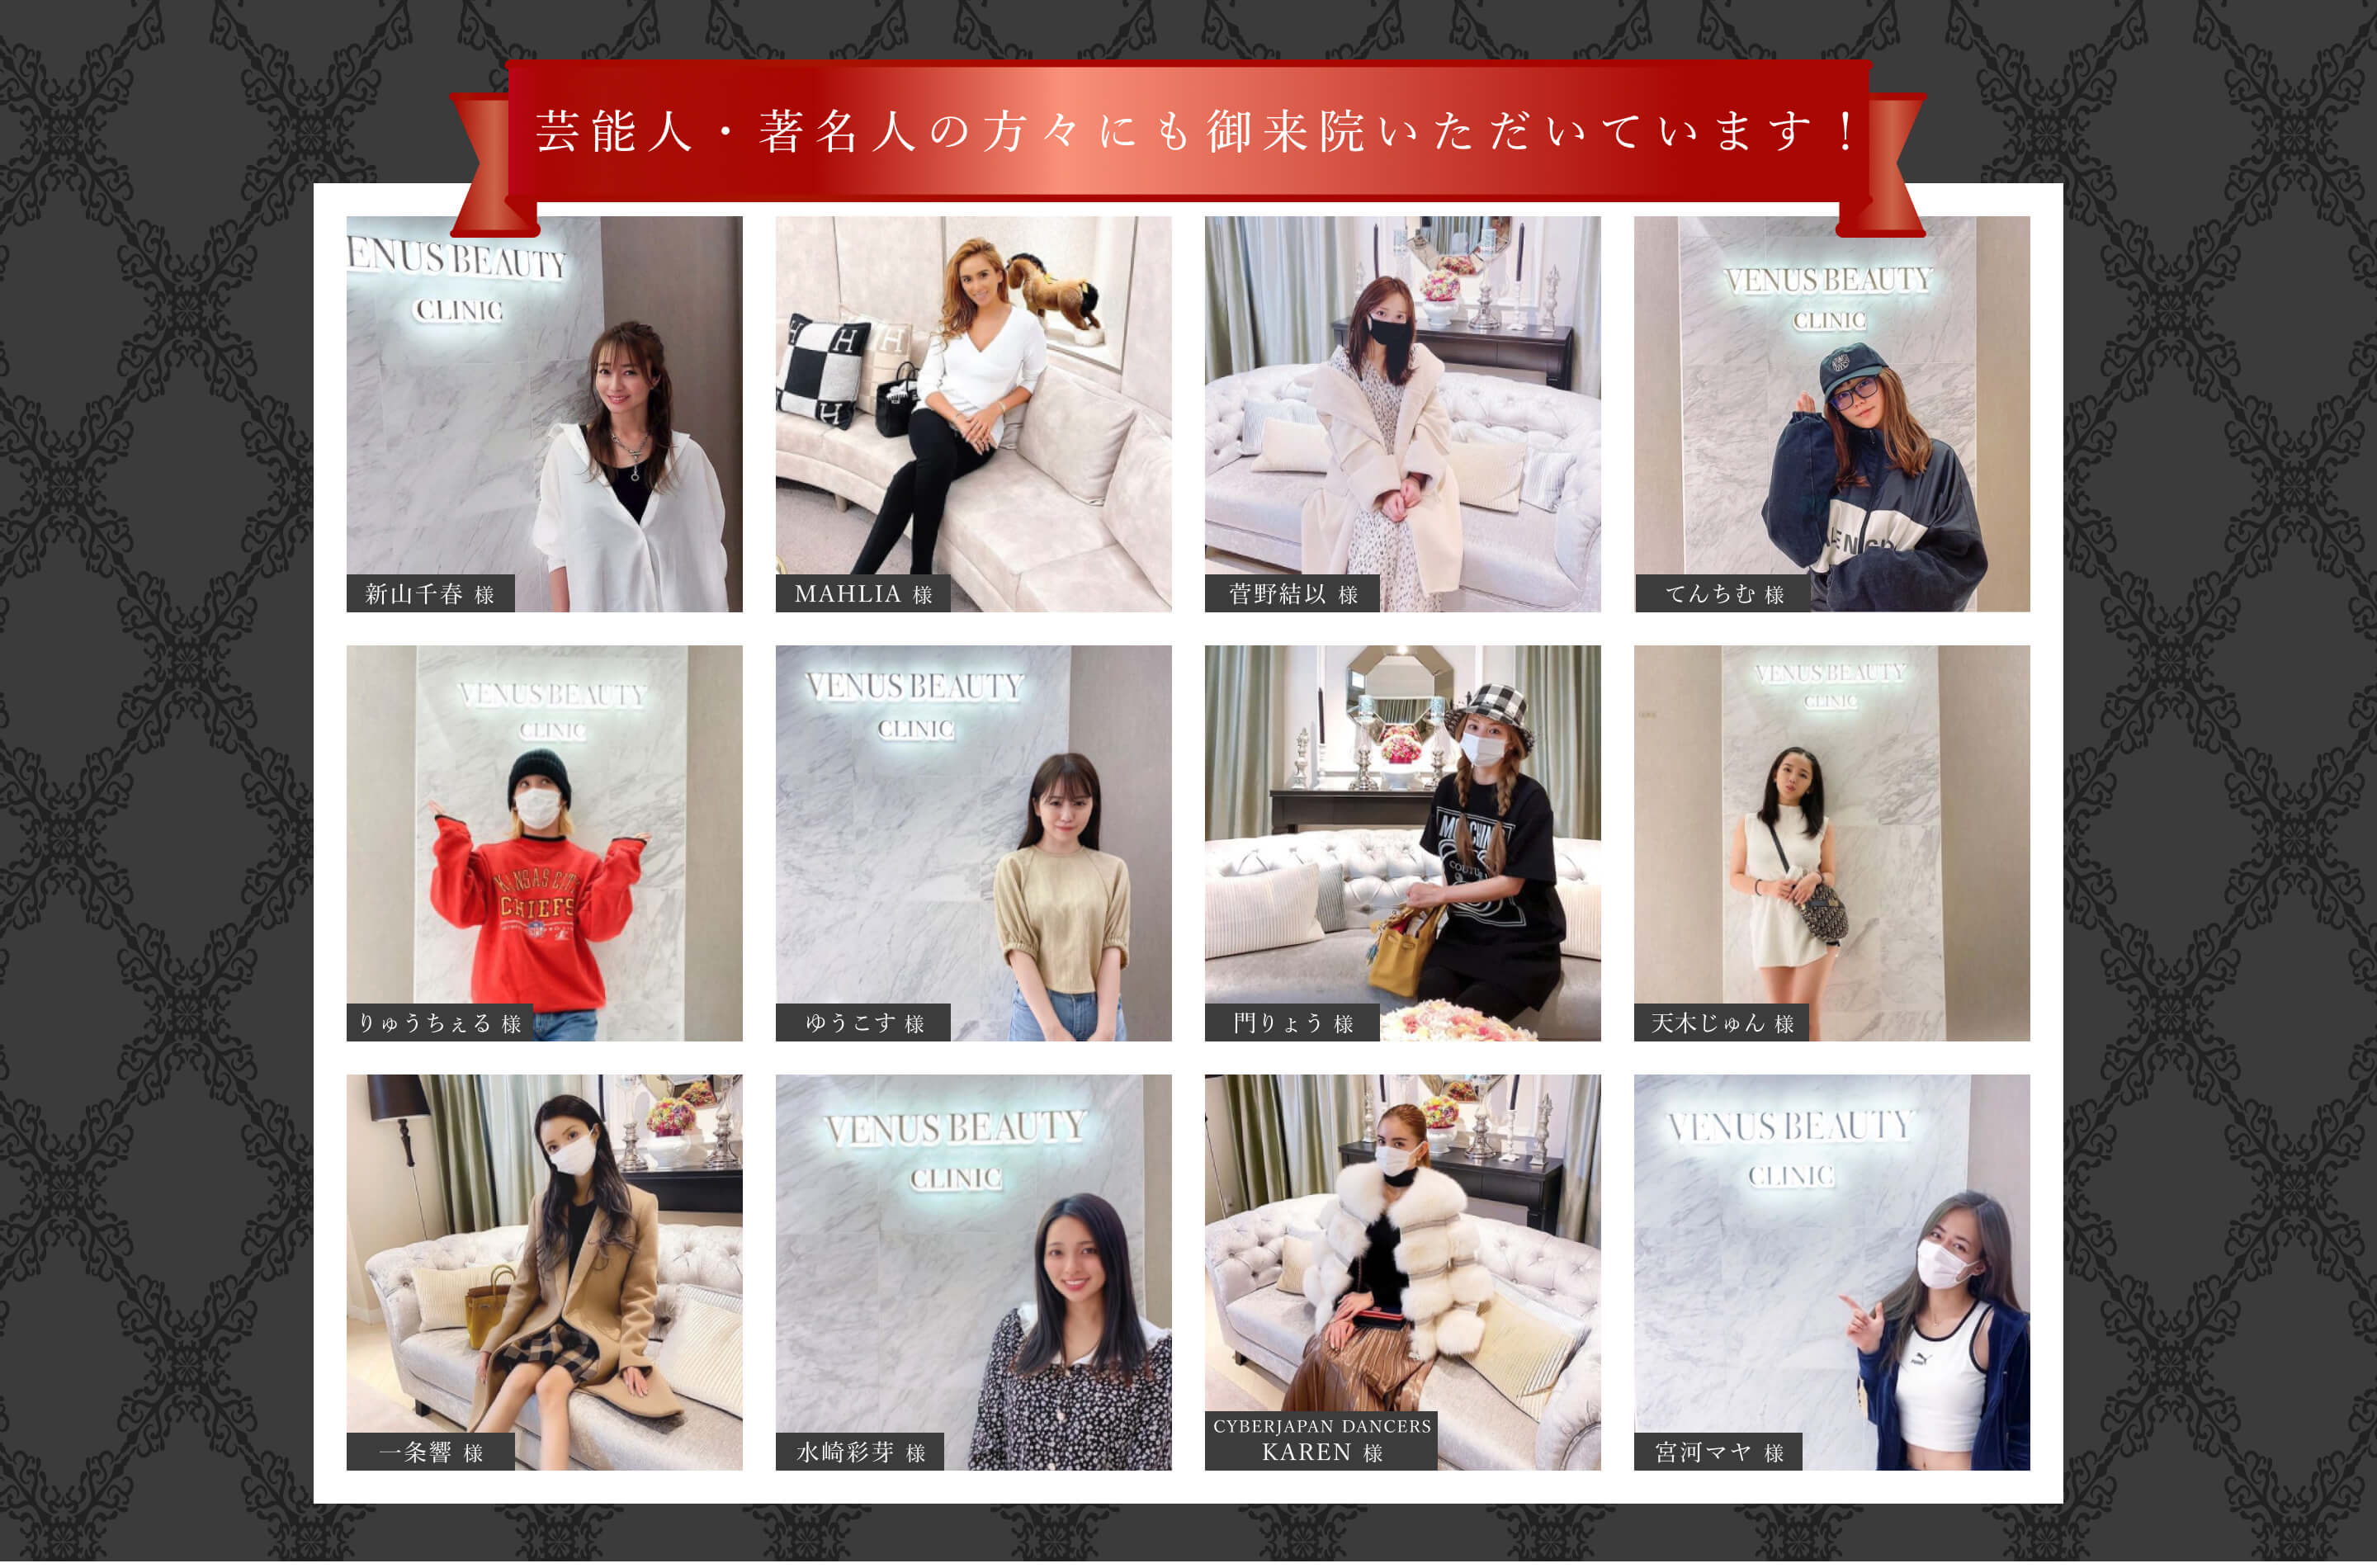 芸能人・著名人の方々にも御来院いただいています！
ENUS BEAUTY
CLINIC
新山千春 様
H
H
H
MAHLIA 様
菅野結以 様
VENUS BEAUTY
CLINIC
てんちむ 様
VENUS BEAUTY
CLINIC
KANSAS CITY
CHIEFS
りゅうちぇる 様
VENUS BEAUTY
CLINIC
ゆうこす 様
門りょう 様
VENUS BEAUTY
CLINIC
天木じゅん 様
一条響 様
VENUS BEAUTY
CLINIC
水崎彩芽 様
CYBERJAPAN DANCERS
KAREN 様
VENUS BEAUTY
CLINIC
宮河マヤ 様